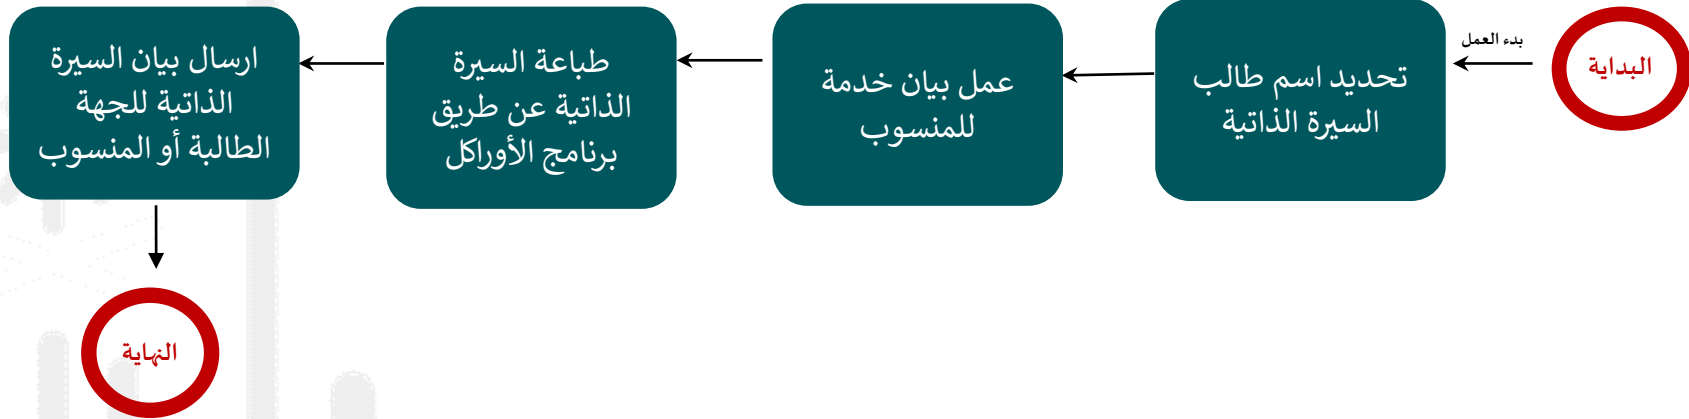 البداية
بدء العمل
تحديد اسم طالب
السيرة الذاتية
عمل بيان خدمة
للمنسوب
طباعة السيرة
الذاتية عن طريق
برنامج الأوراكل
ارسال بيان السيرة
الذاتية للجهة
الطالبة أو المنسوب
النهاية